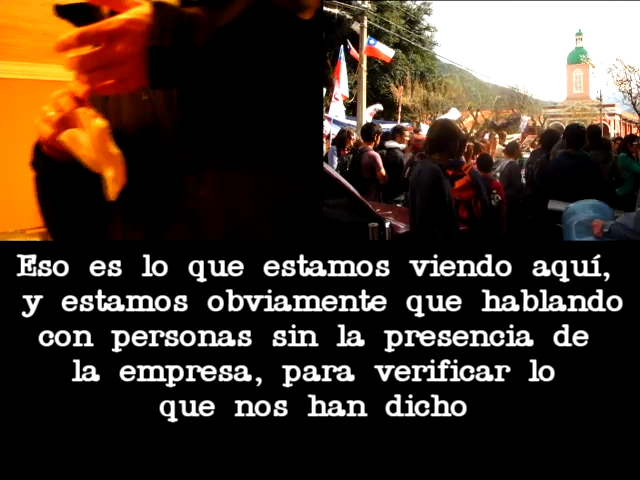 Eso es lo que estamos viendo aquí,
y estamos obviamente que hablando
con personas sin la presencia de
la empresa, para verificar lo
que nos han dicho